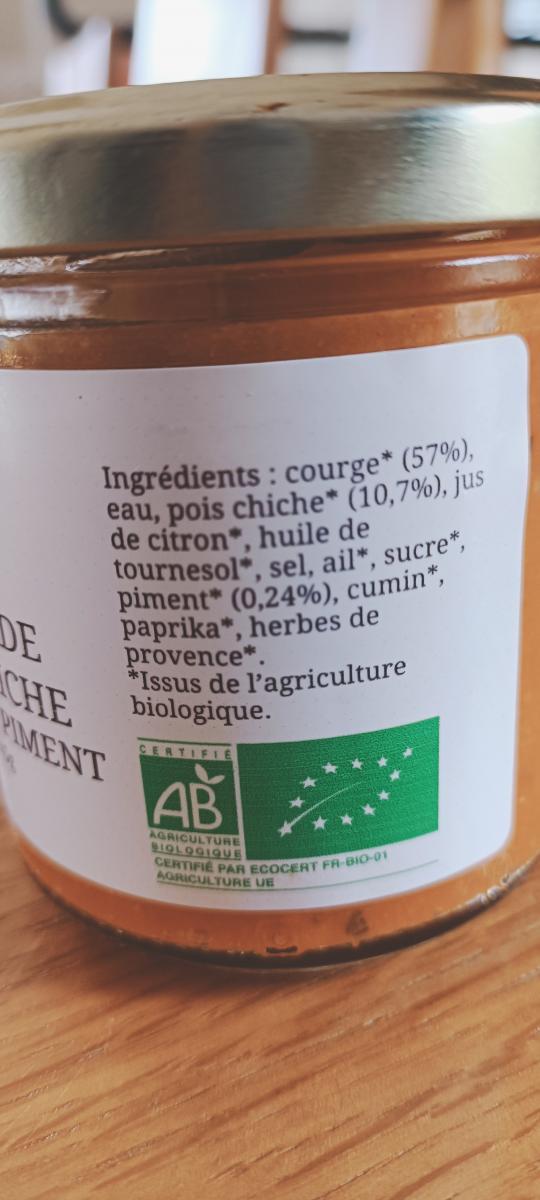 Ingrédients : courge* (57%),
eau, pois chiche* (10,7%), jus
de citron*, huile de
tournesol*, sel, ail*, sucre*,
piment* (0,24%), cumin*,
paprika*, herbes de
provence*.
*Issus de l'agriculture
biologique.
DE
PIMENT
CERTIFIÉ
AB
AGRICULTURE
BIOLOGIQUE
CERTIFIÉ PAR ECOCERT FR-BIO-01
AGRICULTURE UE